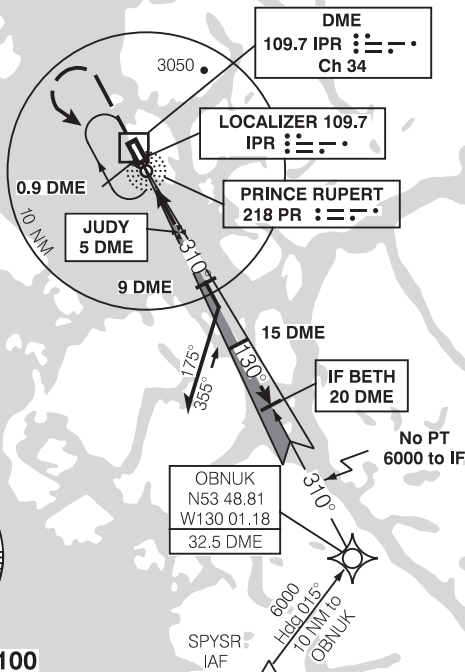 DME
109.7 IPR
Ch 34
3050
LOCALIZER 109.7
IPR
PRINCE RUPERT
218 PR
0.9 DME
10 NM
JUDY
5 DME
310°
9 DME
15 DME
175°
355°
130°
IF BETH
20 DME
No PT
6000 to IF
310°
OBNUK
N53 48.81
W130 01.18
32.5 DME
6000
Hdg 015°
10 NM to
OBNUK
SPYSR
IAF
100